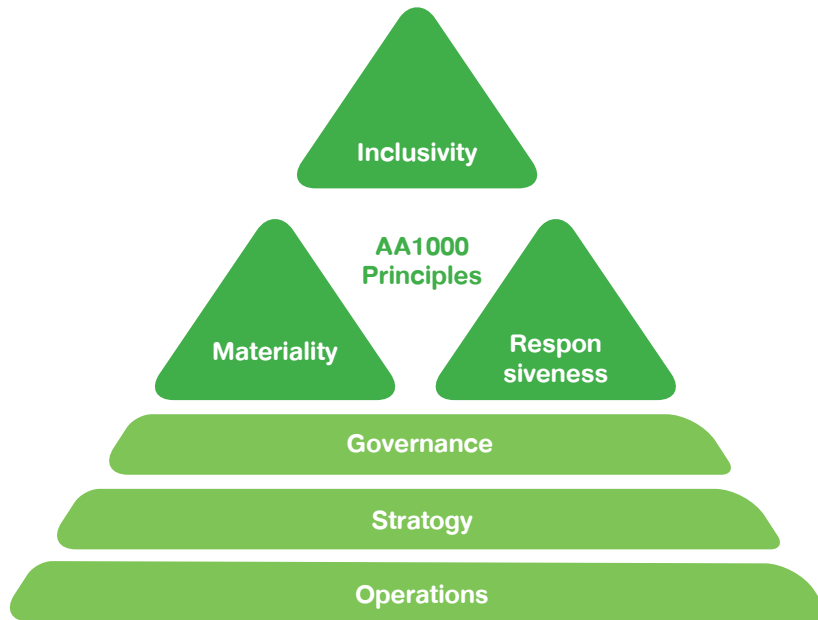 Inclusivity
AA1000
Principles
Materiality
Respon
siveness
Governance
Stratogy
Operations